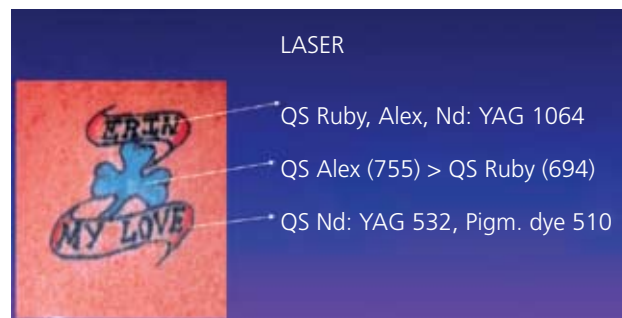 LASER
ERIN
QS Ruby, Alex, Nd: YAG 1064
QS Alex (755) > QS Ruby (694)
MY LOVE
QS Nd: YAG 532, Pigm. dye 510